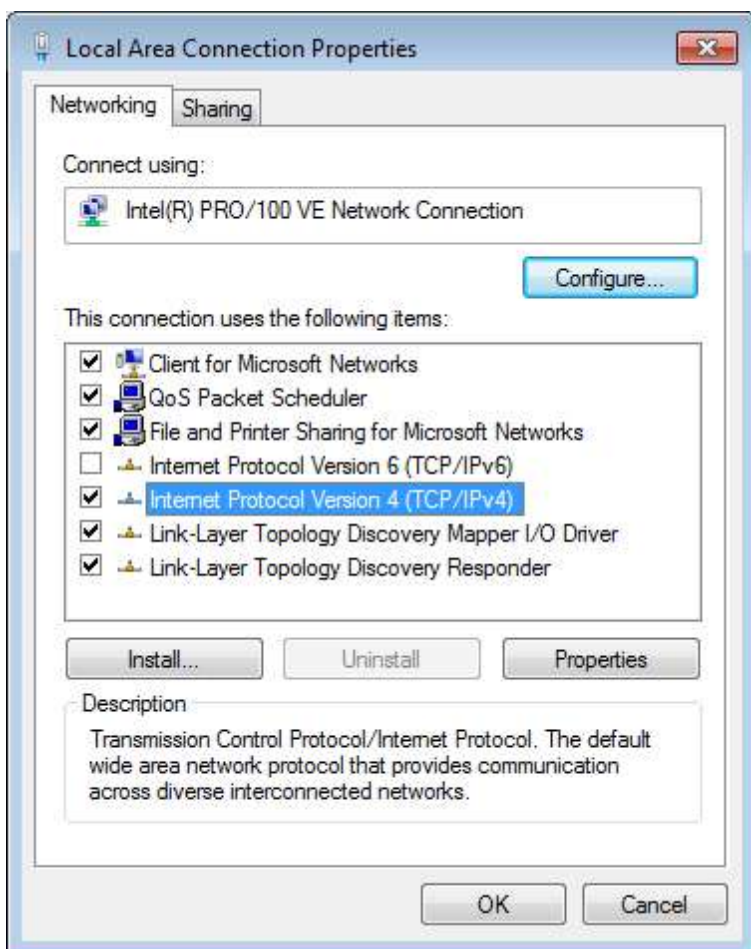 Local Area Connection Properties
Networking
Sharing
Connect using:
Intel(R) PRO/100 VE Network Connection
Configure...
This connection uses the following items:
Client for Microsoft Networks
QoS Packet Scheduler
File and Printer Sharing for Microsoft Networks
Internet Protocol Version 6 (TCP/IPv6)
Internet Protocol Version 4 (TCP/IPv4)
Link-Layer Topology Discovery Mapper I/O Driver
Link-Layer Topology Discovery Responder
Install...
Uninstall
Properties
Description
Transmission Control Protocol/Internet Protocol. The default
wide area network protocol that provides communication
across diverse interconnected networks.
OK
Cancel